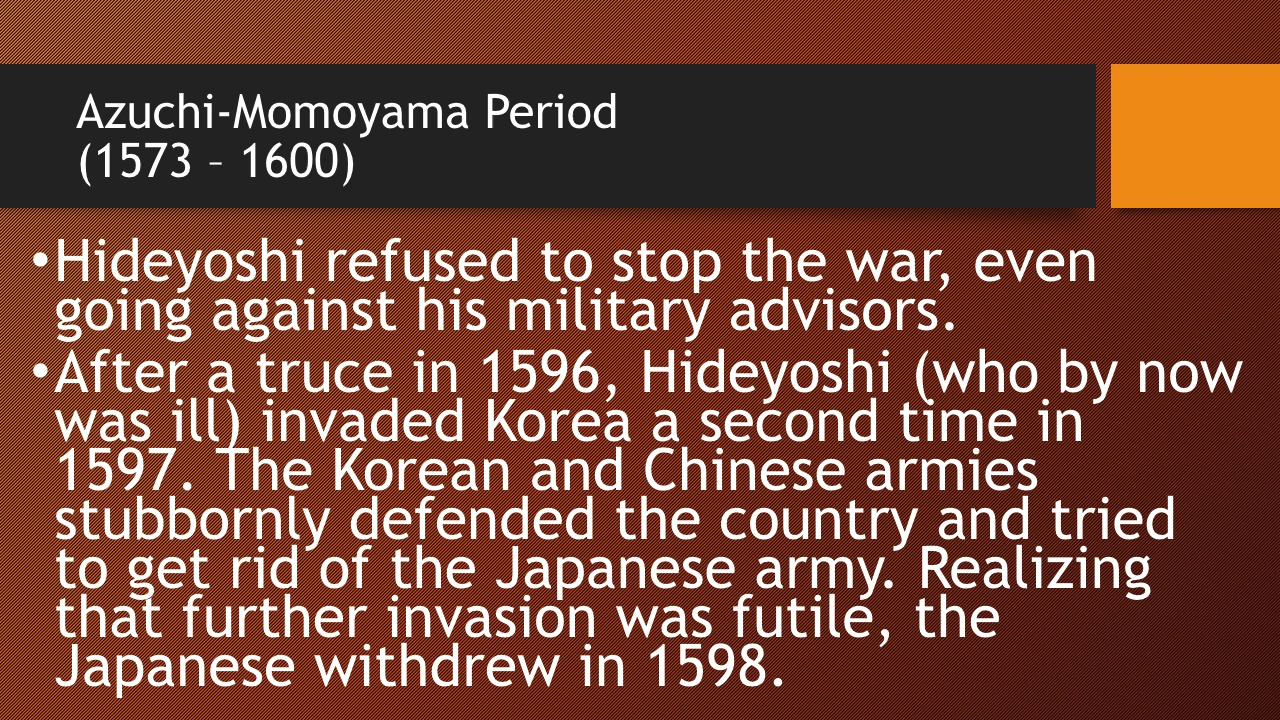 Azuchi-Momoyama Period
(1573 – 1600)
•Hideyoshi refused to stop the war, even
going against his military advisors.
•After a truce in 1596, Hideyoshi (who by now
was ill) invaded Korea a second time in
1597. The Korean and Chinese armies
stubbornly defended the country and tried
to get rid of the Japanese army. Realizing
that further invasion was futile, the
Japanese withdrew in 1598.